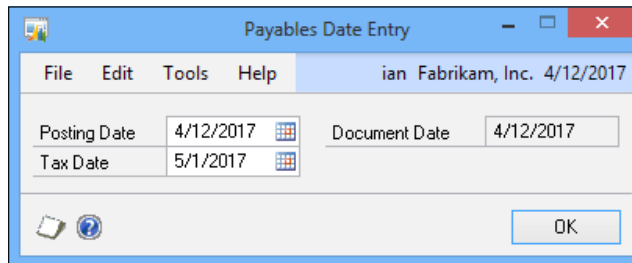 Payables Date Entry
File Edit Tools Help ian Fabrikam, Inc. 4/12/2017
Posting Date 4/12/2017 Document Date 4/12/2017
Tax Date 5/1/2017
OK